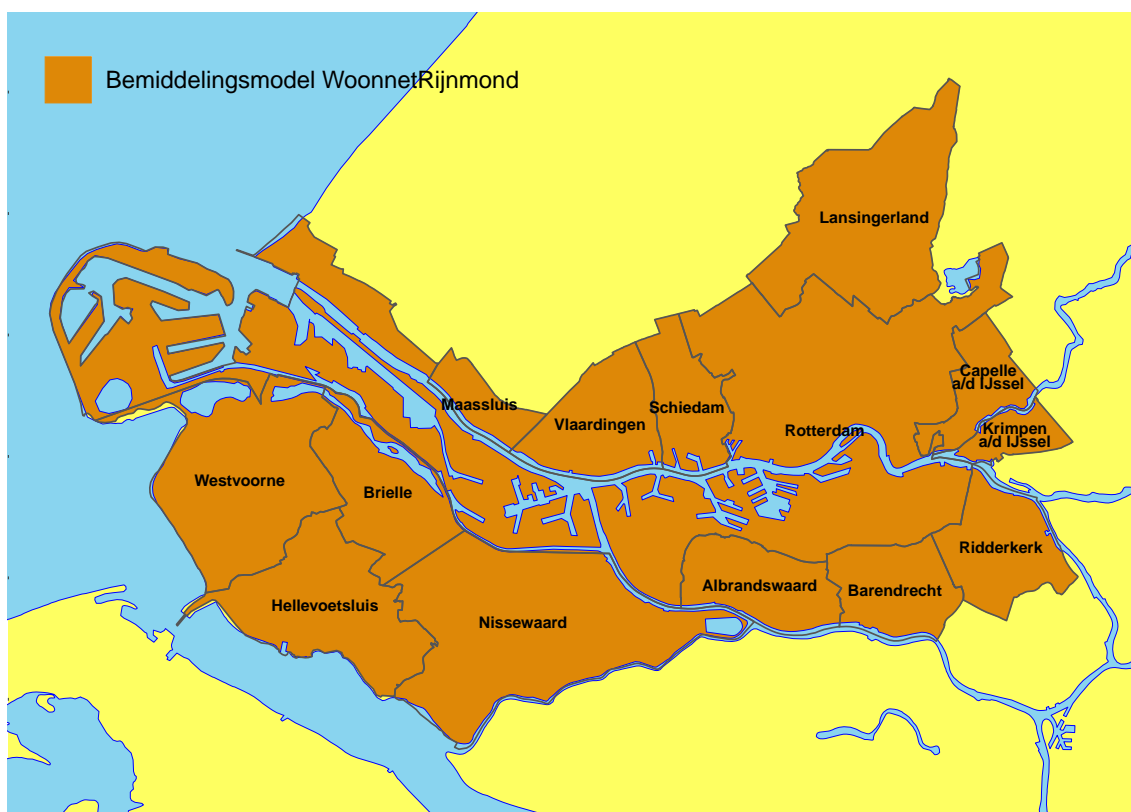 Bemiddelingsmodel WoonnetRijnmond
Lansingerland
Capelle
a/d IJssel
Maassluis
Schiedam
Vlaardingen
Rotterdam
Krimpen
a/d IJssel
Westvoorne
Brielle
Ridderkerk
Albrandswaard
Barendrecht
Hellevoetsluis
Nissewaard